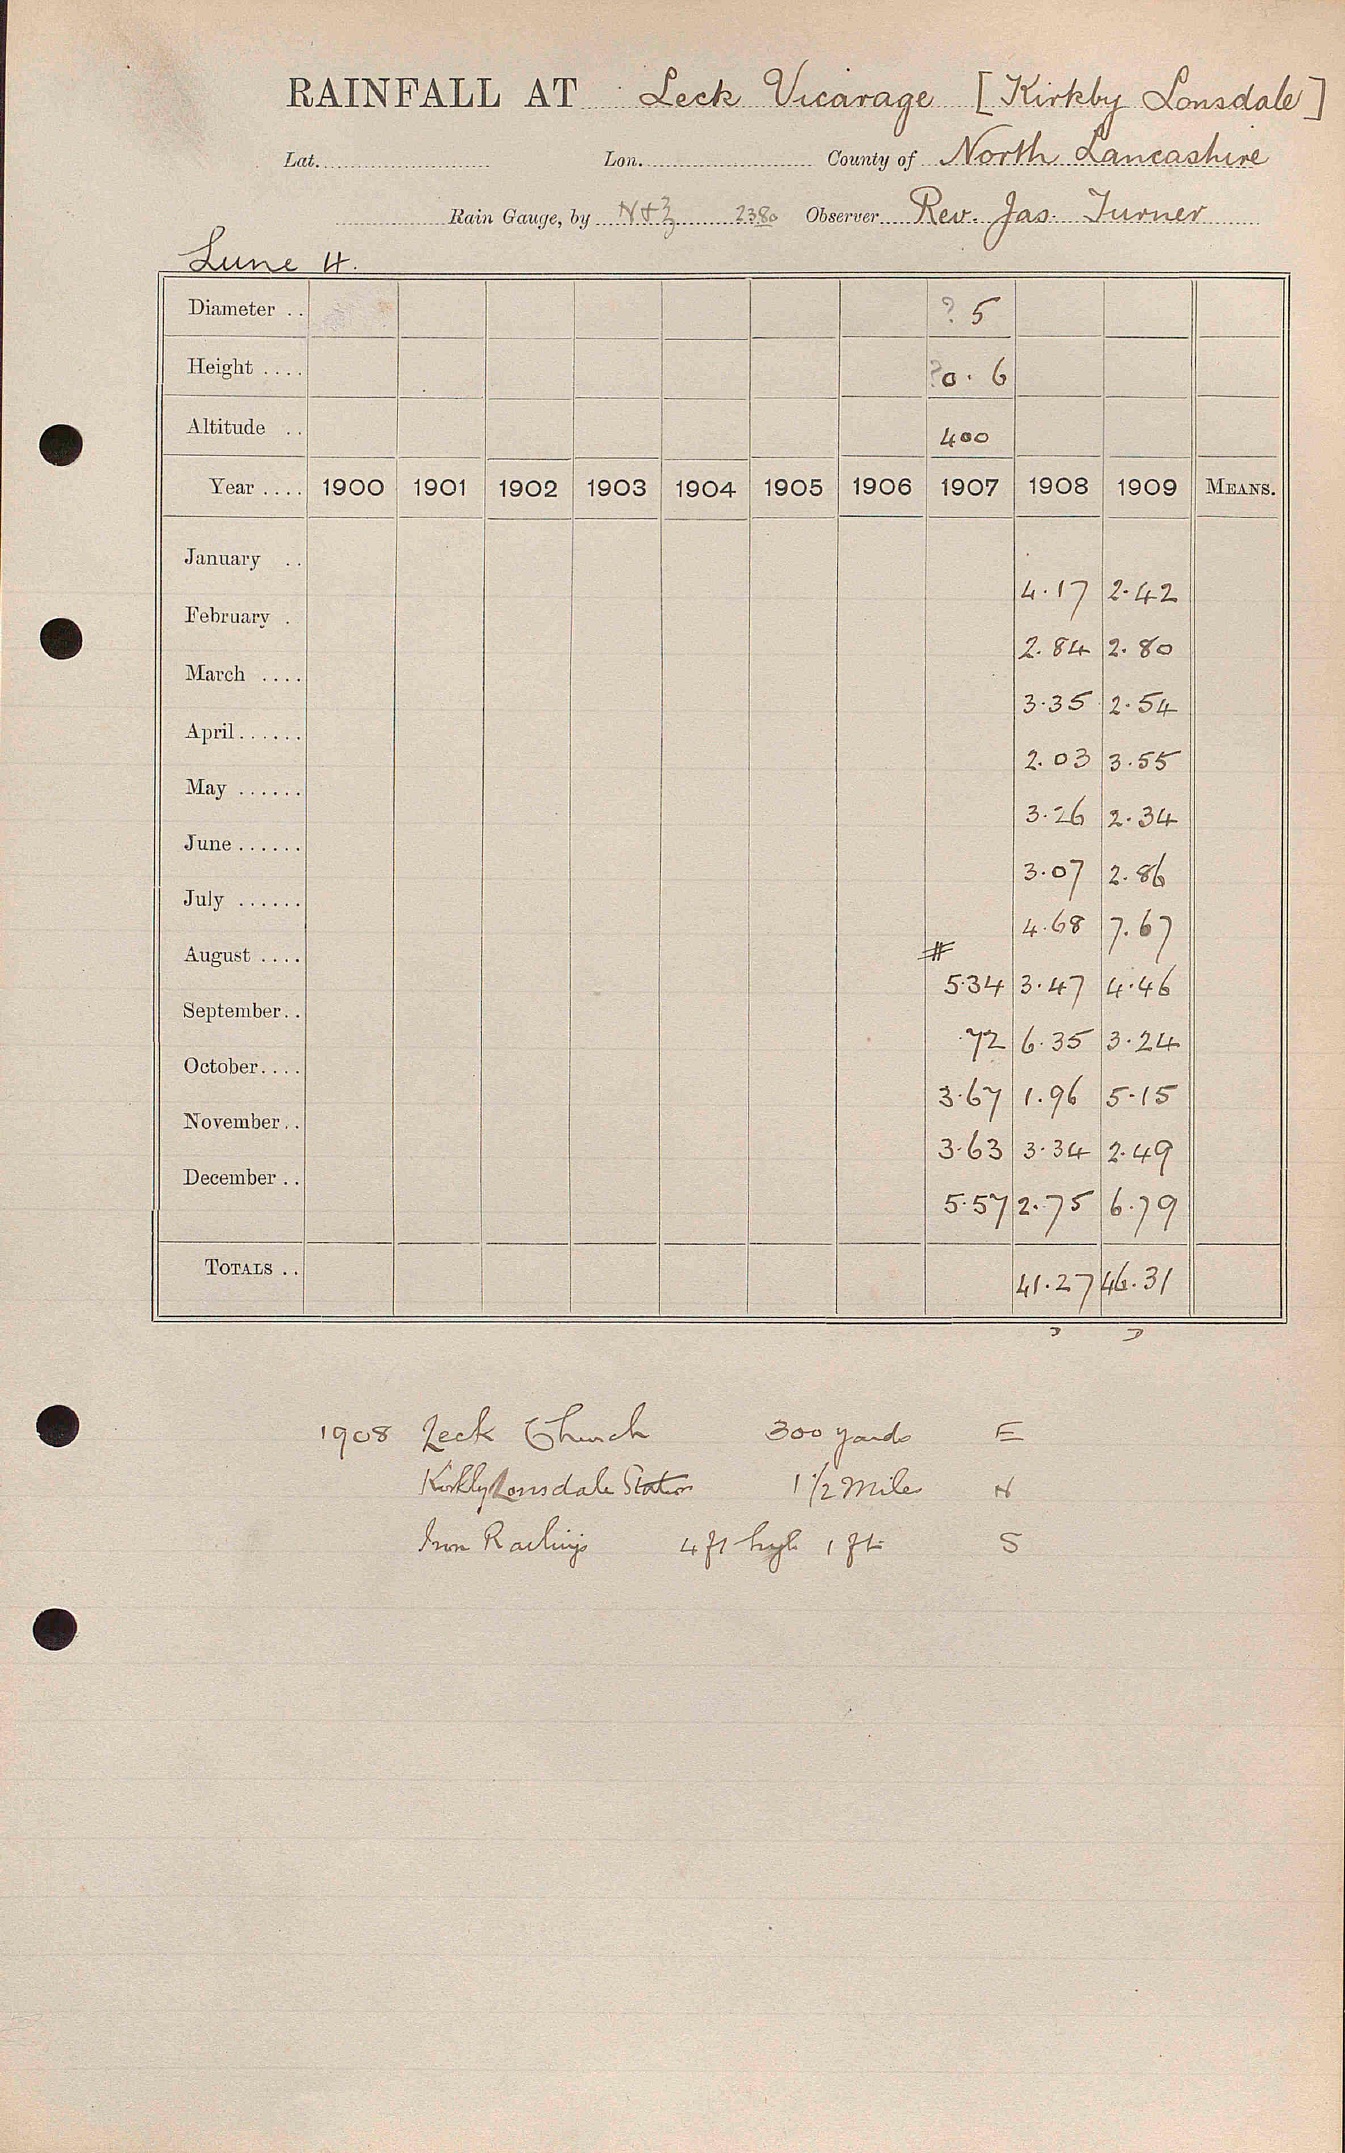 RAINFALL AT Leck Vicarage [Kirkby Lonsdale]
Lat. Lon. County of North Lancashire
Rain Gauge, by N & Z 2380 Observer Rev. Jas. Turner
Lune 4.
Diameter .. ? 5
Height .... ? 0. 6
Altitude .. 400
Year .... 1900 1901 1902 1903 1904 1905 1906 1907 1908 1909 MEANS.
January .. 4.17 2.42
February . 2.84 2.80
March .... 3.35 2.54
April...... 2.03 3.55
May ...... 3.26 2.34
June...... 3.07 2.86
July ...... 4.68 7.67
August .... # 5.34 3.47 4.46
September.. .72 6.35 3.24
October.... 3.67 1.96 5.15
November.. 3.63 3.34 2.49
December .. 5.57 2.75 6.79
TOTALS .. 41.27 46.31
1908 Leck Church 300 yards E
Kirkby Lonsdale Station 1 1/2 Miles N
Iron Railings 4 ft high 1 ft S